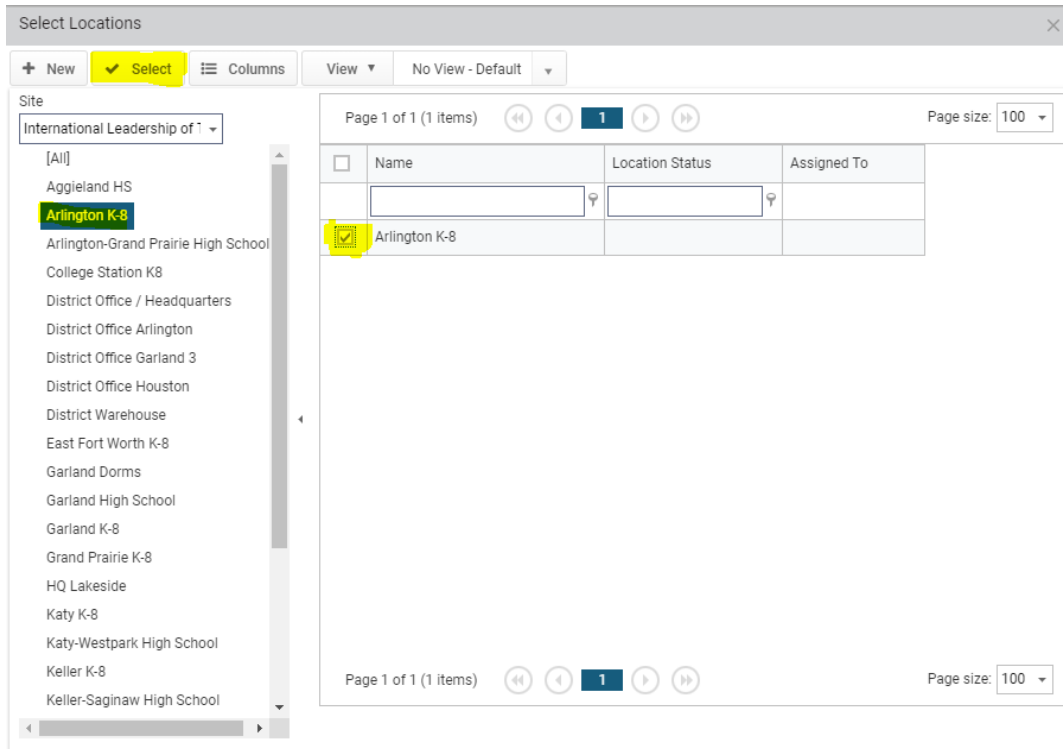 Select Locations
New Select Columns View No View - Default
Site
International Leadership of T
[All]
Aggieland HS
Arlington K-8
Arlington-Grand Prairie High School
College Station K8
District Office / Headquarters
District Office Arlington
District Office Garland 3
District Office Houston
District Warehouse
East Fort Worth K-8
Garland Dorms
Garland High School
Garland K-8
Grand Prairie K-8
HQ Lakeside
Katy K-8
Katy-Westpark High School
Keller K-8
Keller-Saginaw High School
Page 1 of 1 (1 items) 1 Page size: 100
Name Location Status Assigned To
Arlington K-8
Page 1 of 1 (1 items) 1 Page size: 100